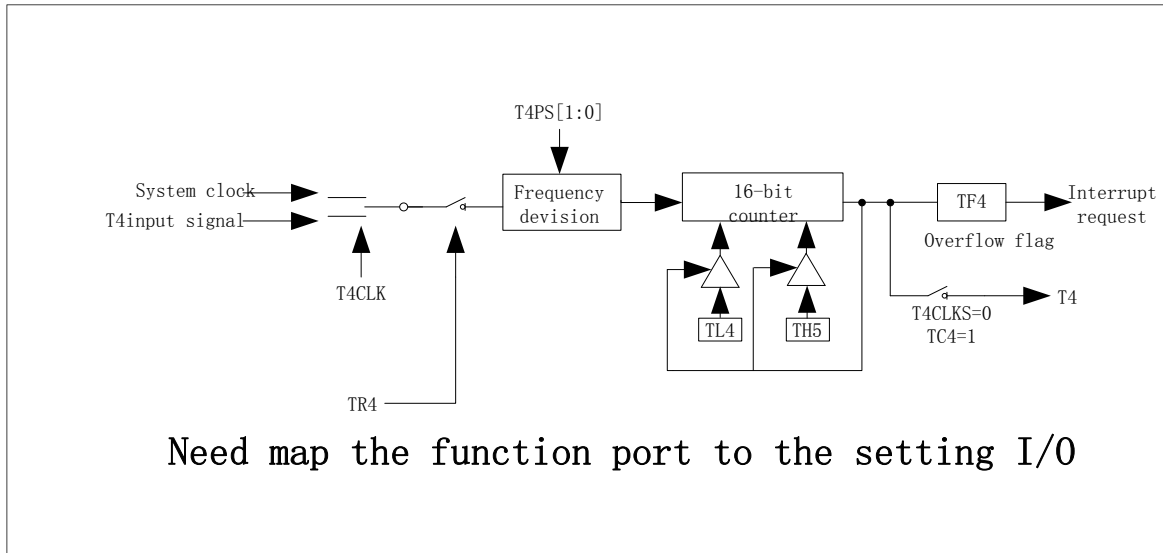 T4PS[1:0]
System clock
T4input signal
Frequency
devision
16-bit
counter
TF4
Interrupt
request
Overflow flag
T4CLK
TL4
TH5
T4
T4CLKS=0
TC4=1
TR4
Need map the function port to the setting I/O